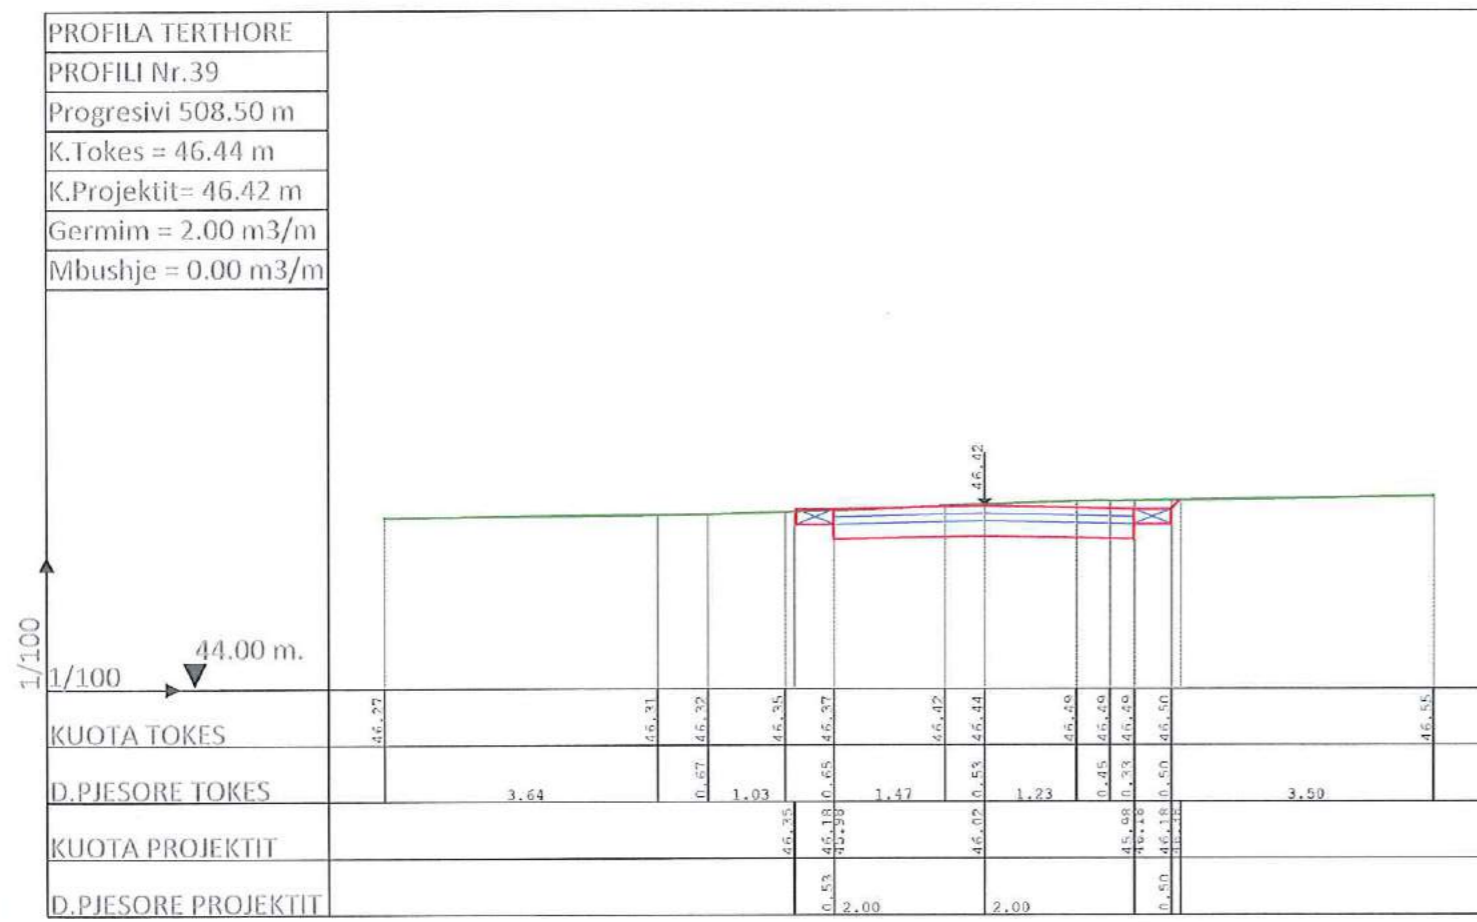 PROFILA TERTHORE
PROFILI Nr.39
Progresivi 508.50 m
K.Tokes = 46.44 m
K.Projektit= 46.42 m
Germim = 2.00 m3/m
Mbushje = 0.00 m3/m
46.42
1/100
44.00 m.
1/100
KUOTA TOKES
46.27 46.31 46.32 46.35 46.37 46.42 46.44 46.49 46.49 46.49 46.50 46.55
D.PJESORE TOKES
3.64 0.67 1.03 0.65 1.47 0.53 1.23 0.45 0.33 0.50 3.50
KUOTA PROJEKTIT
46.35 46.18 45.98 46.02 45.98 46.18 46.18
D.PJESORE PROJEKTIT
0.53 2.00 2.00 0.50